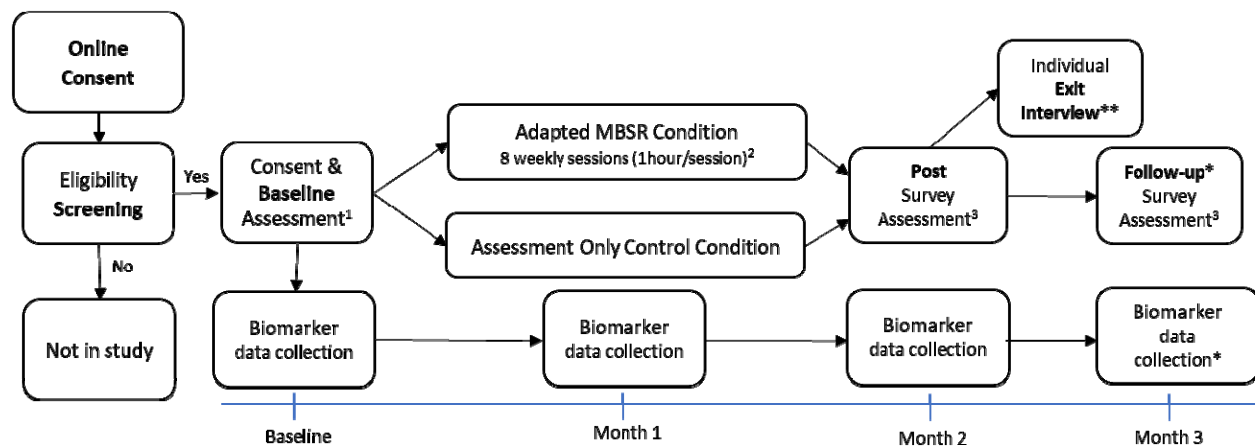 Online
Consent
Eligibility
Screening
Yes
No
Not in study
Consent &
Baseline
Assessment¹
Adapted MBSR Condition
8 weekly sessions (1hour/session)²
Assessment Only Control Condition
Post
Survey
Assessment³
Individual
Exit
Interview**
Follow-up*
Survey
Assessment³
Biomarker
data collection
Biomarker
data collection
Biomarker
data collection
Biomarker
data
collection*
Baseline
Month 1
Month 2
Month 3